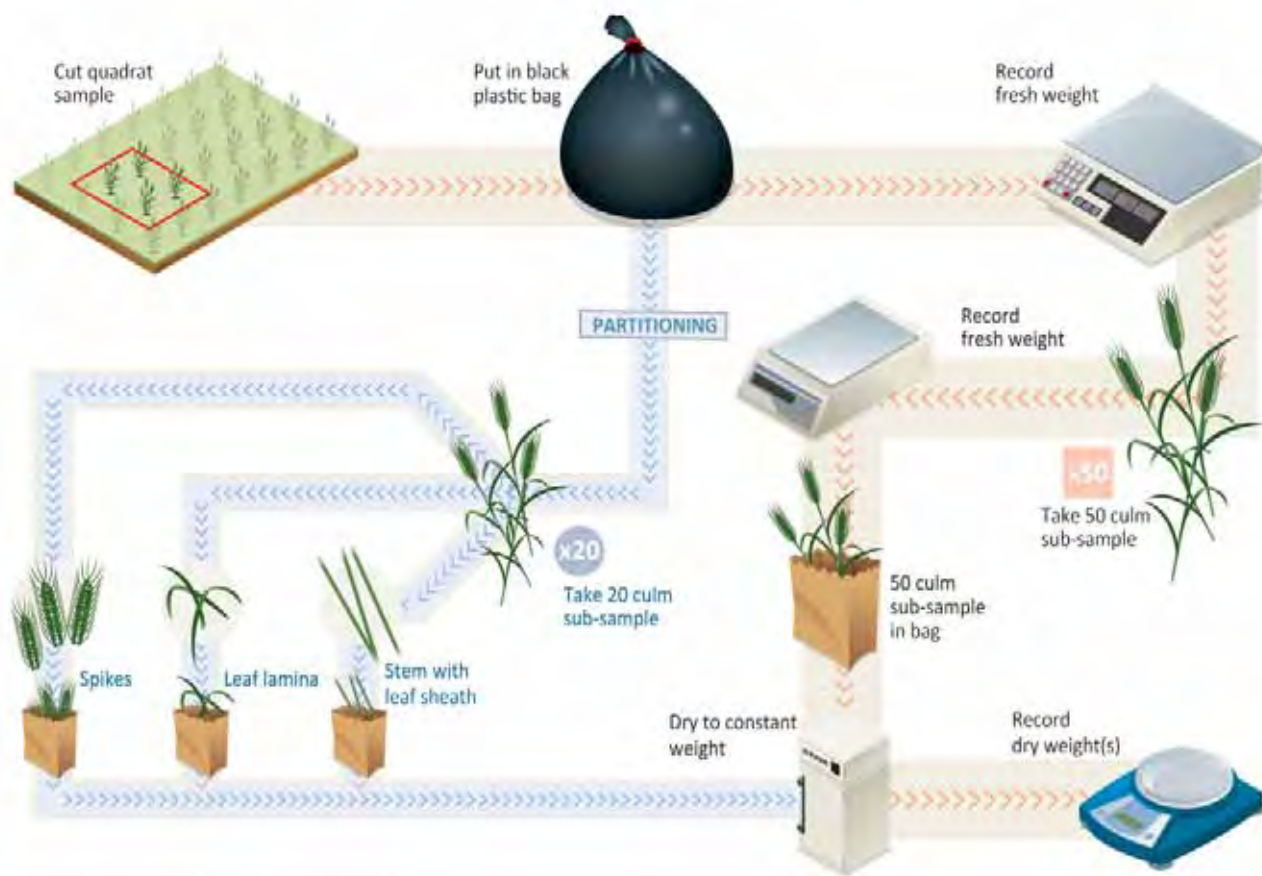 Cut quadrat
sample
Put in black
plastic bag
Record
fresh weight
PARTITIONING
Record
fresh weight
x50
Take 50 culm
sub-sample
x20
Take 20 culm
sub-sample
50 culm
sub-sample
in bag
Spikes
Leaf lamina
Stem with
leaf sheath
Dry to constant
weight
Record
dry weight(s)